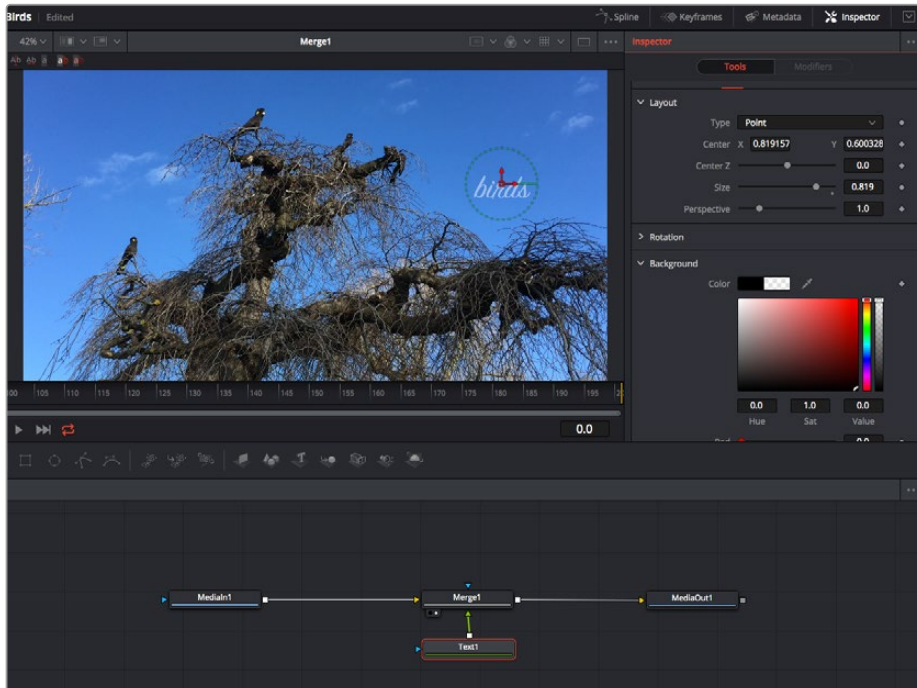 Birds Edited Spline Keyframes Metadata Inspector
42% Merge1 Inspector
Ab Ab a a a
Tools Modifiers
Layout
Type Point
Center X 0.819157 Y 0.600328
Center Z 0.0
Size 0.819
Perspective 1.0
Rotation
Background
Color
birds
105 110 115 120 125 130 135 140 145 150 155 160 165 170 175 180 185 190 195
0.0 1.0 0.0
Hue Sat Value
0.0
MediaIn1 Merge1 MediaOut1
Text1